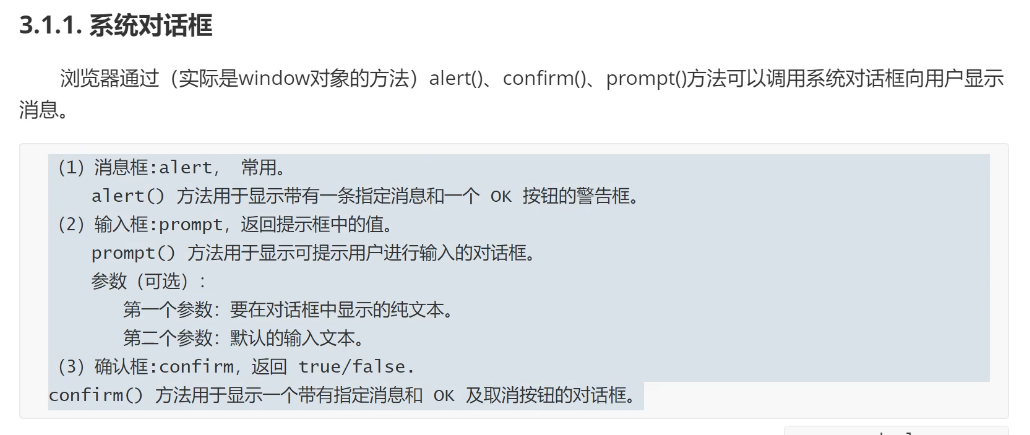 3.1.1. 系统对话框
浏览器通过（实际是window对象的方法）alert()、confirm()、prompt()方法可以调用系统对话框向用户显示
消息。
(1) 消息框:alert， 常用。
alert() 方法用于显示带有一条指定消息和一个 OK 按钮的警告框。
(2) 输入框:prompt，返回提示框中的值。
prompt() 方法用于显示可提示用户进行输入的对话框。
参数（可选）:
第一个参数: 要在对话框中显示的纯文本。
第二个参数: 默认的输入文本。
(3) 确认框:confirm，返回 true/false.
confirm() 方法用于显示一个带有指定消息和 OK 及取消按钮的对话框。